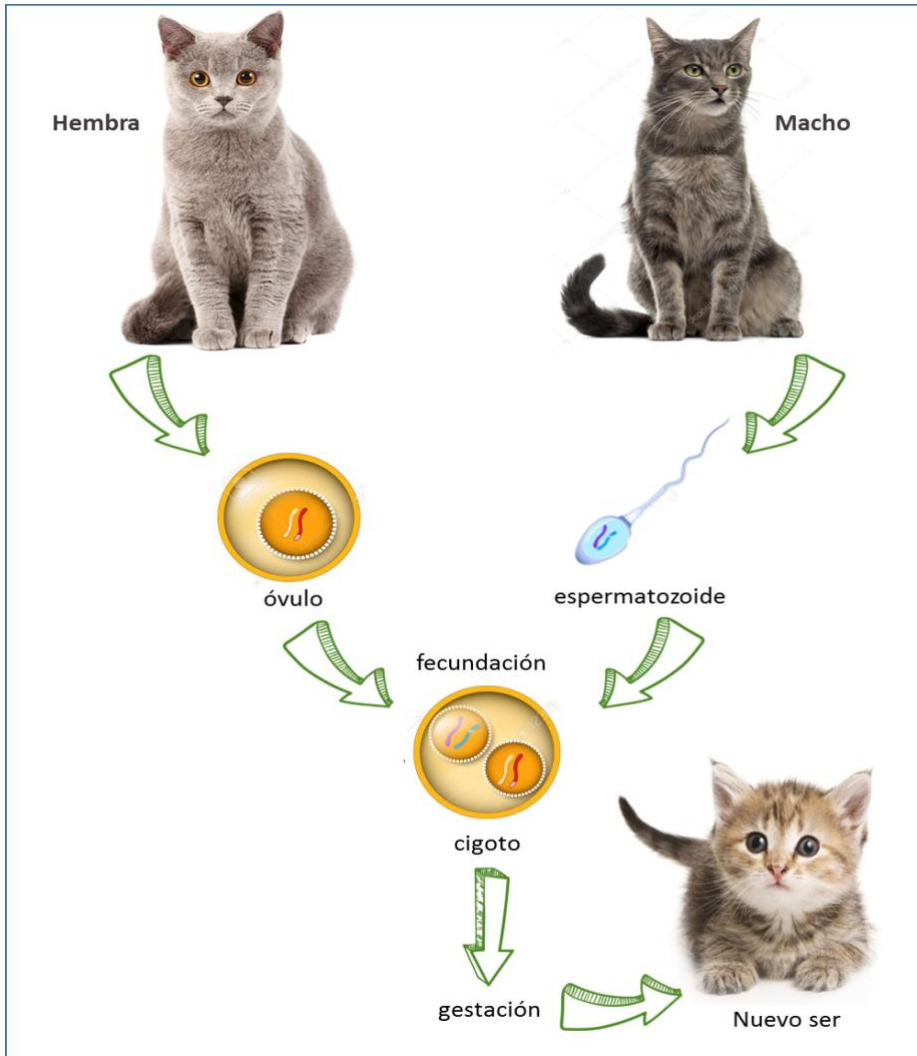 Hembra
Macho
óvulo
espermatozoide
fecundación
cigoto
gestación
Nuevo ser